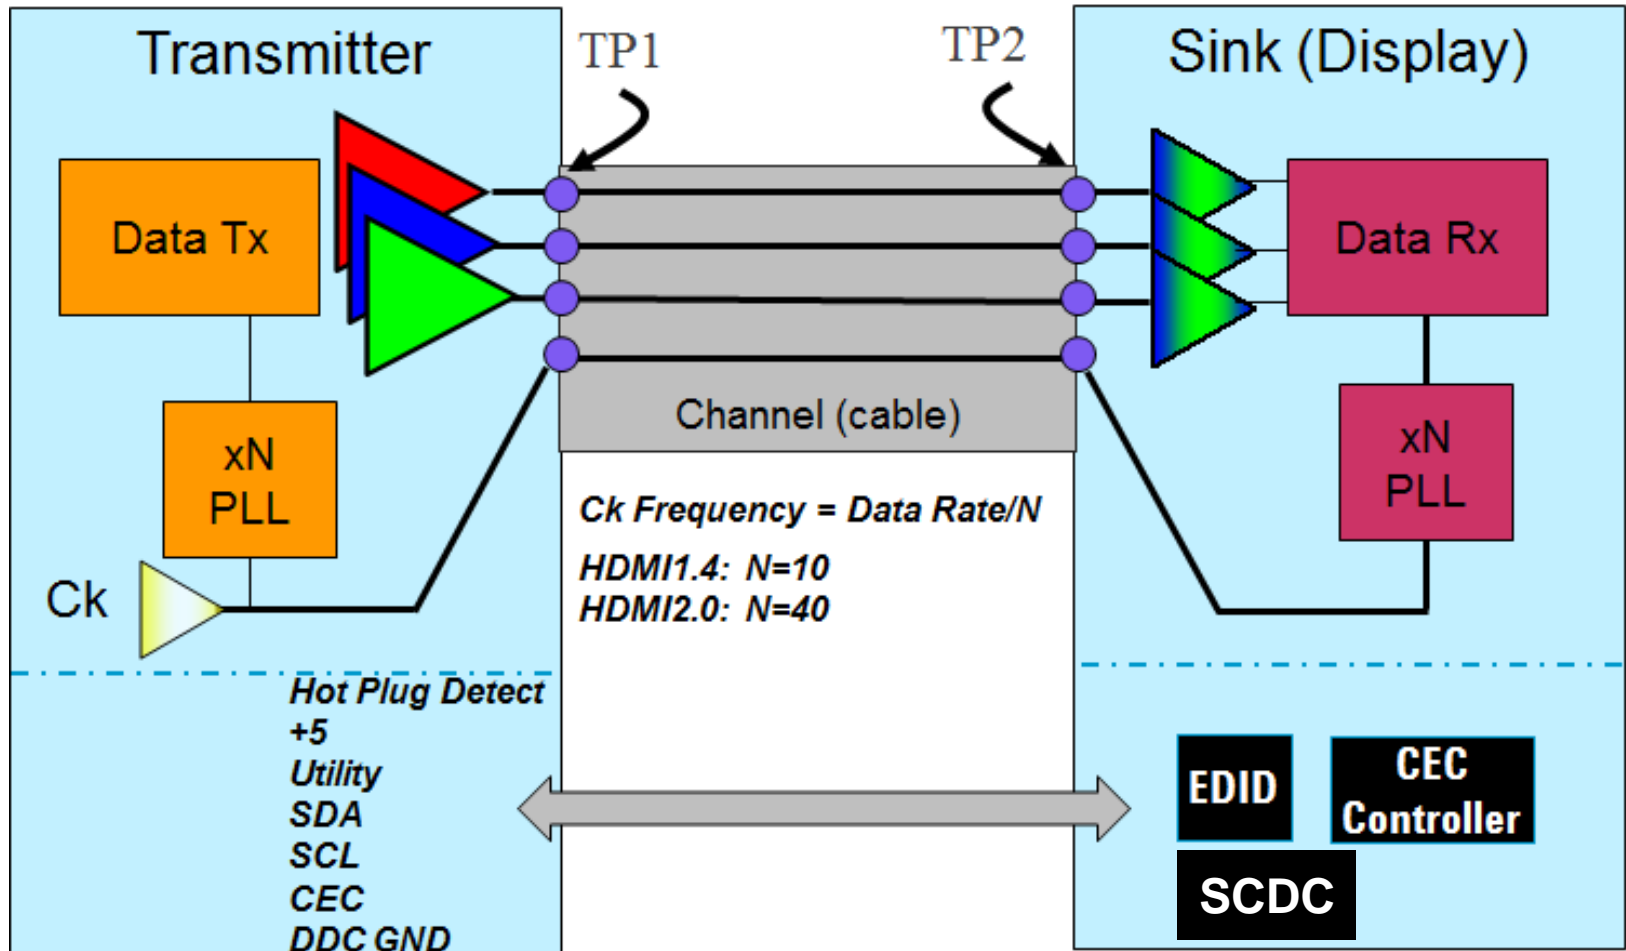 Transmitter
TP1
TP2
Sink (Display)
Data Tx
Data Rx
Channel (cable)
xN
PLL
xN
PLL
Ck
Ck Frequency = Data Rate/N
HDMI1.4: N=10
HDMI2.0: N=40
Hot Plug Detect
+5
Utility
SDA
SCL
CEC
DDC GND
EDID
CEC
Controller
SCDC